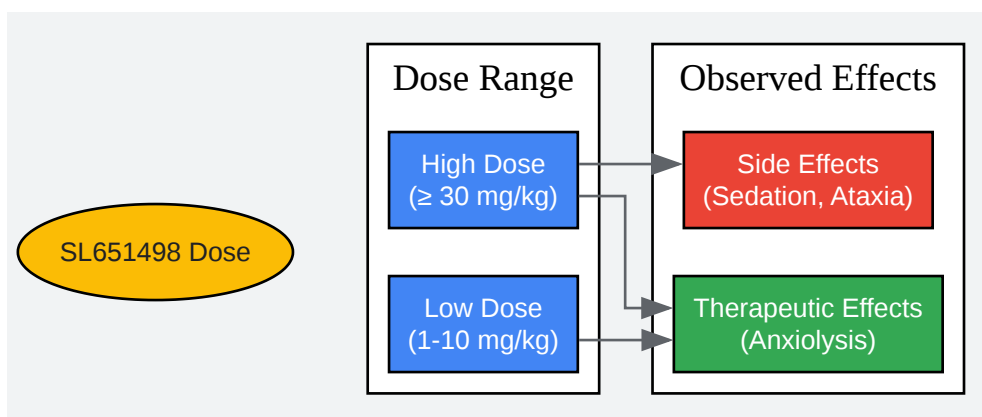 SL651498 Dose
Dose Range
High Dose
(≥ 30 mg/kg)
Low Dose
(1-10 mg/kg)
Observed Effects
Side Effects
(Sedation, Ataxia)
Therapeutic Effects
(Anxiolysis)